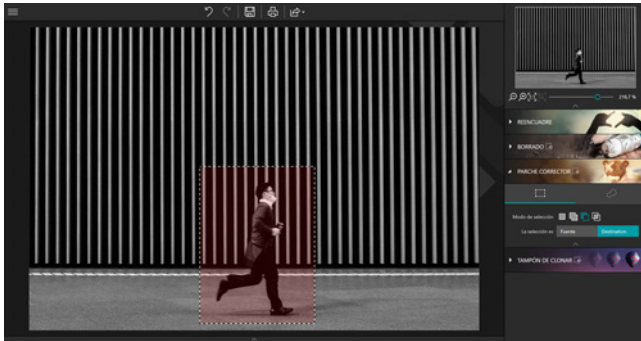 216,7 %
REENCUADRE
BORRADO
PARCHE CORRECTOR
Modo de selección
La selección es Fuente Destination
TAMPÓN DE CLONAR